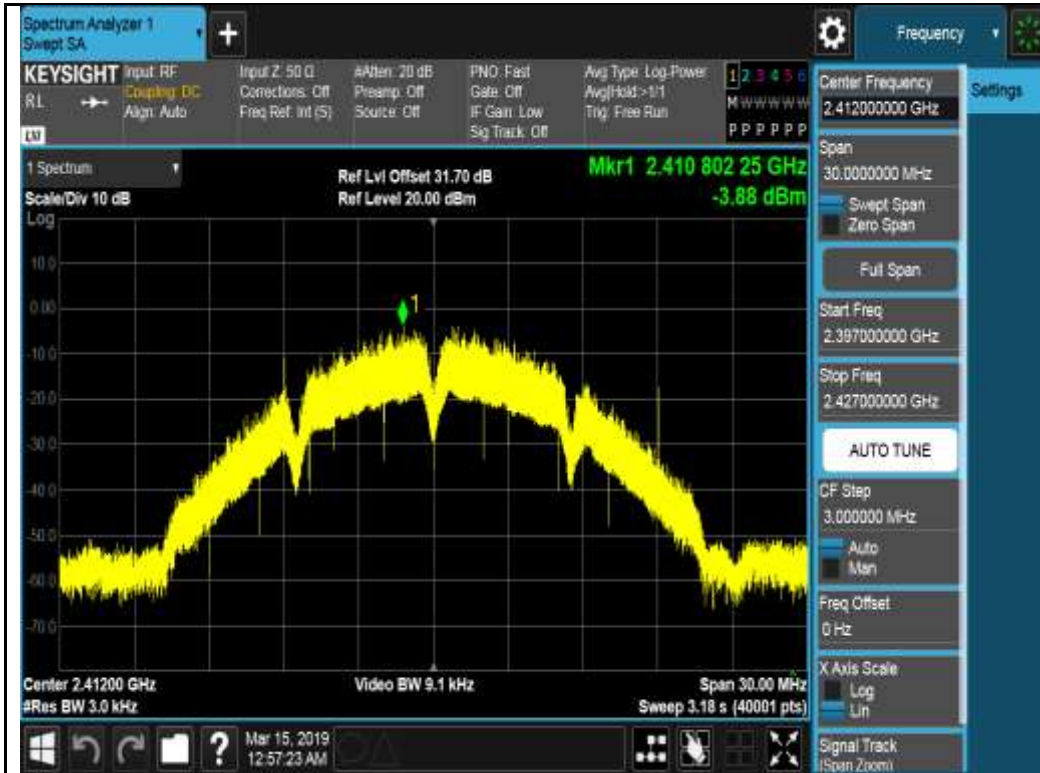 Spectrum Analyzer 1
Swept SA
+
Frequency
KEYSIGHT
RL
LXI
Input: RF
Coupling: DC
Align: Auto
Input Z: 50 Ω
Corrections: Off
Freq Ref: Int (S)
#Atten: 20 dB
Preamp: Off
Source: Off
PNO: Fast
Gate: Off
IF Gain: Low
Sig Track: Off
Avg Type: Log-Power
Avg|Hold:>1/1
Trig: Free Run
1 2 3 4 5 6
M W W W W W
P P P P P P
Center Frequency
2.412000000 GHz
Settings
Span
30.0000000 MHz
Swept Span
Zero Span
Full Span
Start Freq
2.397000000 GHz
Stop Freq
2.427000000 GHz
AUTO TUNE
CF Step
3.000000 MHz
Auto
Man
Freq Offset
0 Hz
X Axis Scale
Log
Lin
Signal Track
(Span Zoom)
1 Spectrum
Scale/Div 10 dB
Ref Lvl Offset 31.70 dB
Ref Level 20.00 dBm
Mkr1 2.410 802 25 GHz
-3.88 dBm
Log
10.0
0.00
-10.0
-20.0
-30.0
-40.0
-50.0
-60.0
-70.0
1
Center 2.41200 GHz
#Res BW 3.0 kHz
Video BW 9.1 kHz
Span 30.00 MHz
Sweep 3.18 s (40001 pts)
?
Mar 15, 2019
12:57:23 AM